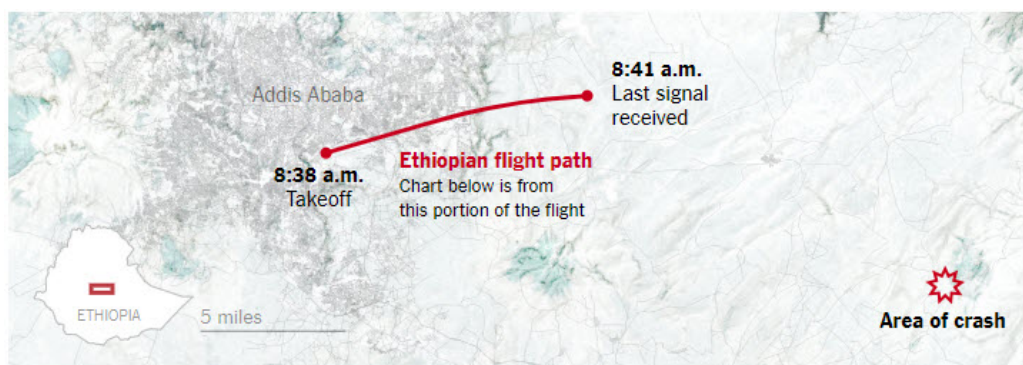 8:41 a.m.
Last signal
received
Addis Ababa
8:38 a.m.
Takeoff
Ethiopian flight path
Chart below is from
this portion of the flight
ETHIOPIA
5 miles
Area of crash